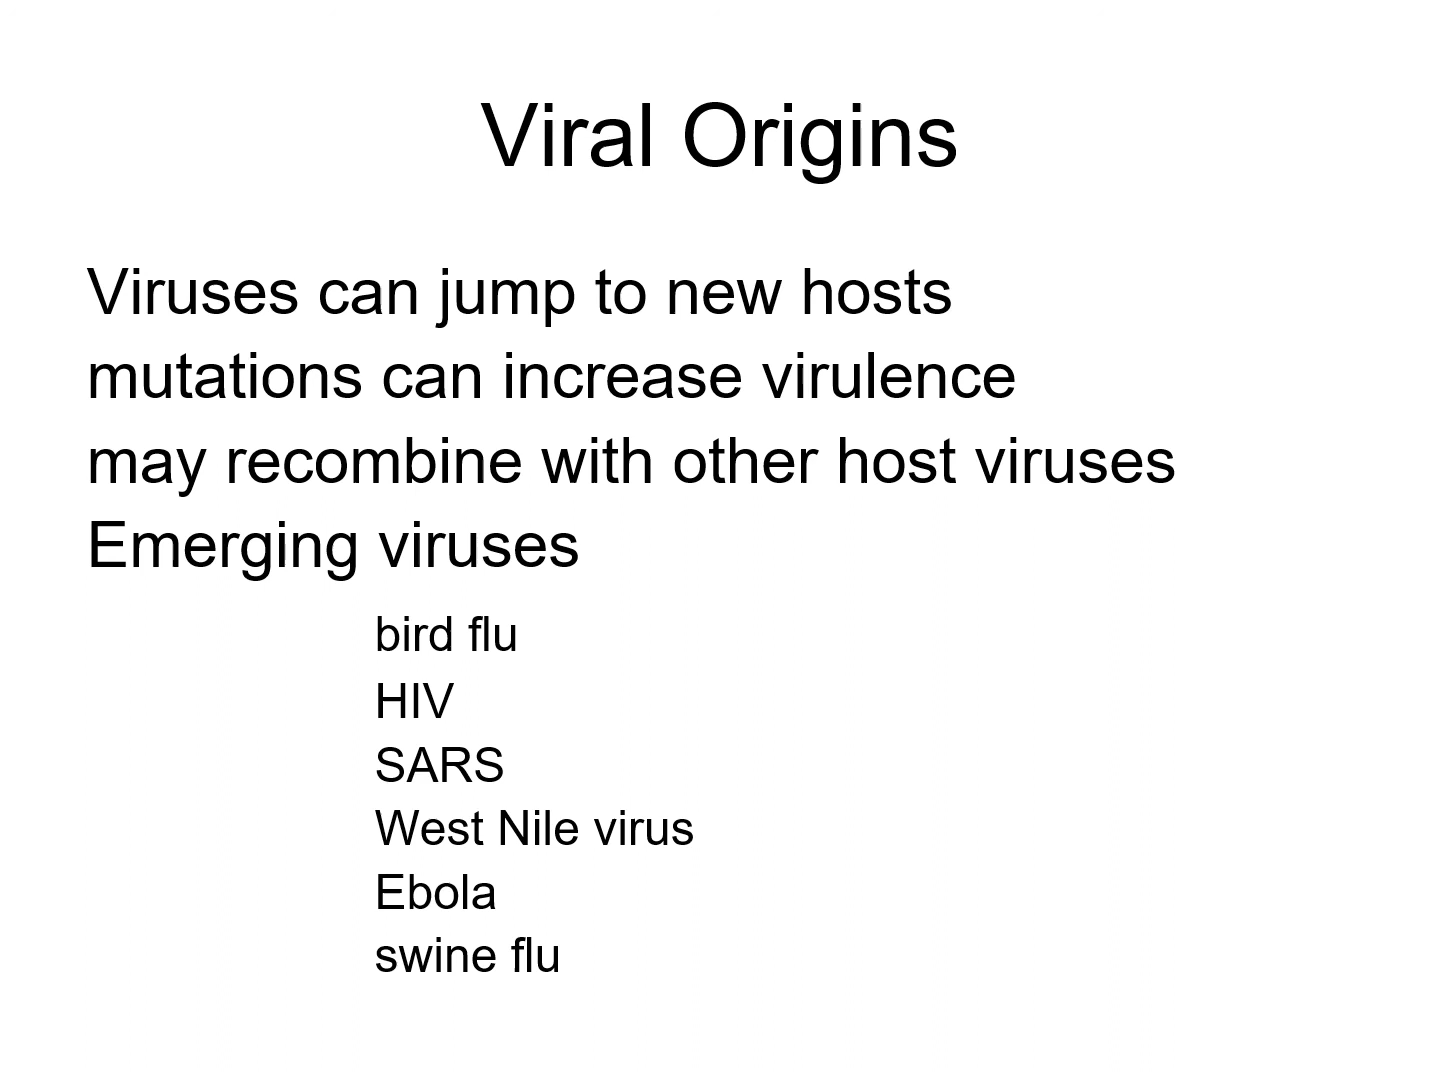 Viral Origins
Viruses can jump to new hosts
mutations can increase virulence
may recombine with other host viruses
Emerging viruses
bird flu
HIV
SARS
West Nile virus
Ebola
swine flu